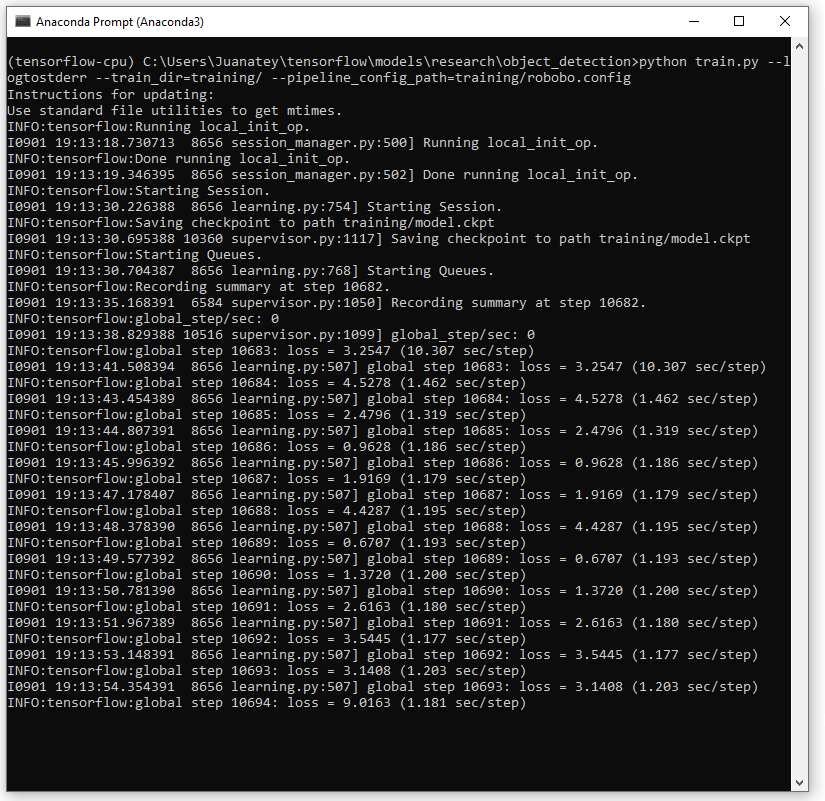 Anaconda Prompt (Anaconda3)
(tensorflow-cpu) C:\Users\Juanatey\tensorflow\models\research\object_detection>python train.py --l
ogtostderr --train_dir=training/ --pipeline_config_path=training/robobo.config
Instructions for updating:
Use standard file utilities to get mtimes.
INFO:tensorflow:Running local_init_op.
I0901 19:13:18.730713  8656 session_manager.py:500] Running local_init_op.
INFO:tensorflow:Done running local_init_op.
I0901 19:13:19.346395  8656 session_manager.py:502] Done running local_init_op.
INFO:tensorflow:Starting Session.
I0901 19:13:30.226388  8656 learning.py:754] Starting Session.
INFO:tensorflow:Saving checkpoint to path training/model.ckpt
I0901 19:13:30.695388 10360 supervisor.py:1117] Saving checkpoint to path training/model.ckpt
INFO:tensorflow:Starting Queues.
I0901 19:13:30.704387  8656 learning.py:768] Starting Queues.
INFO:tensorflow:Recording summary at step 10682.
I0901 19:13:35.168391  6584 supervisor.py:1050] Recording summary at step 10682.
INFO:tensorflow:global_step/sec: 0
I0901 19:13:38.829388 10516 supervisor.py:1099] global_step/sec: 0
INFO:tensorflow:global step 10683: loss = 3.2547 (10.307 sec/step)
I0901 19:13:41.508394  8656 learning.py:507] global step 10683: loss = 3.2547 (10.307 sec/step)
INFO:tensorflow:global step 10684: loss = 4.5278 (1.462 sec/step)
I0901 19:13:43.454389  8656 learning.py:507] global step 10684: loss = 4.5278 (1.462 sec/step)
INFO:tensorflow:global step 10685: loss = 2.4796 (1.319 sec/step)
I0901 19:13:44.807391  8656 learning.py:507] global step 10685: loss = 2.4796 (1.319 sec/step)
INFO:tensorflow:global step 10686: loss = 0.9628 (1.186 sec/step)
I0901 19:13:45.996392  8656 learning.py:507] global step 10686: loss = 0.9628 (1.186 sec/step)
INFO:tensorflow:global step 10687: loss = 1.9169 (1.179 sec/step)
I0901 19:13:47.178407  8656 learning.py:507] global step 10687: loss = 1.9169 (1.179 sec/step)
INFO:tensorflow:global step 10688: loss = 4.4287 (1.195 sec/step)
I0901 19:13:48.378390  8656 learning.py:507] global step 10688: loss = 4.4287 (1.195 sec/step)
INFO:tensorflow:global step 10689: loss = 0.6707 (1.193 sec/step)
I0901 19:13:49.577392  8656 learning.py:507] global step 10689: loss = 0.6707 (1.193 sec/step)
INFO:tensorflow:global step 10690: loss = 1.3720 (1.200 sec/step)
I0901 19:13:50.781390  8656 learning.py:507] global step 10690: loss = 1.3720 (1.200 sec/step)
INFO:tensorflow:global step 10691: loss = 2.6163 (1.180 sec/step)
I0901 19:13:51.967389  8656 learning.py:507] global step 10691: loss = 2.6163 (1.180 sec/step)
INFO:tensorflow:global step 10692: loss = 3.5445 (1.177 sec/step)
I0901 19:13:53.148391  8656 learning.py:507] global step 10692: loss = 3.5445 (1.177 sec/step)
INFO:tensorflow:global step 10693: loss = 3.1408 (1.203 sec/step)
I0901 19:13:54.354391  8656 learning.py:507] global step 10693: loss = 3.1408 (1.203 sec/step)
INFO:tensorflow:global step 10694: loss = 9.0163 (1.181 sec/step)